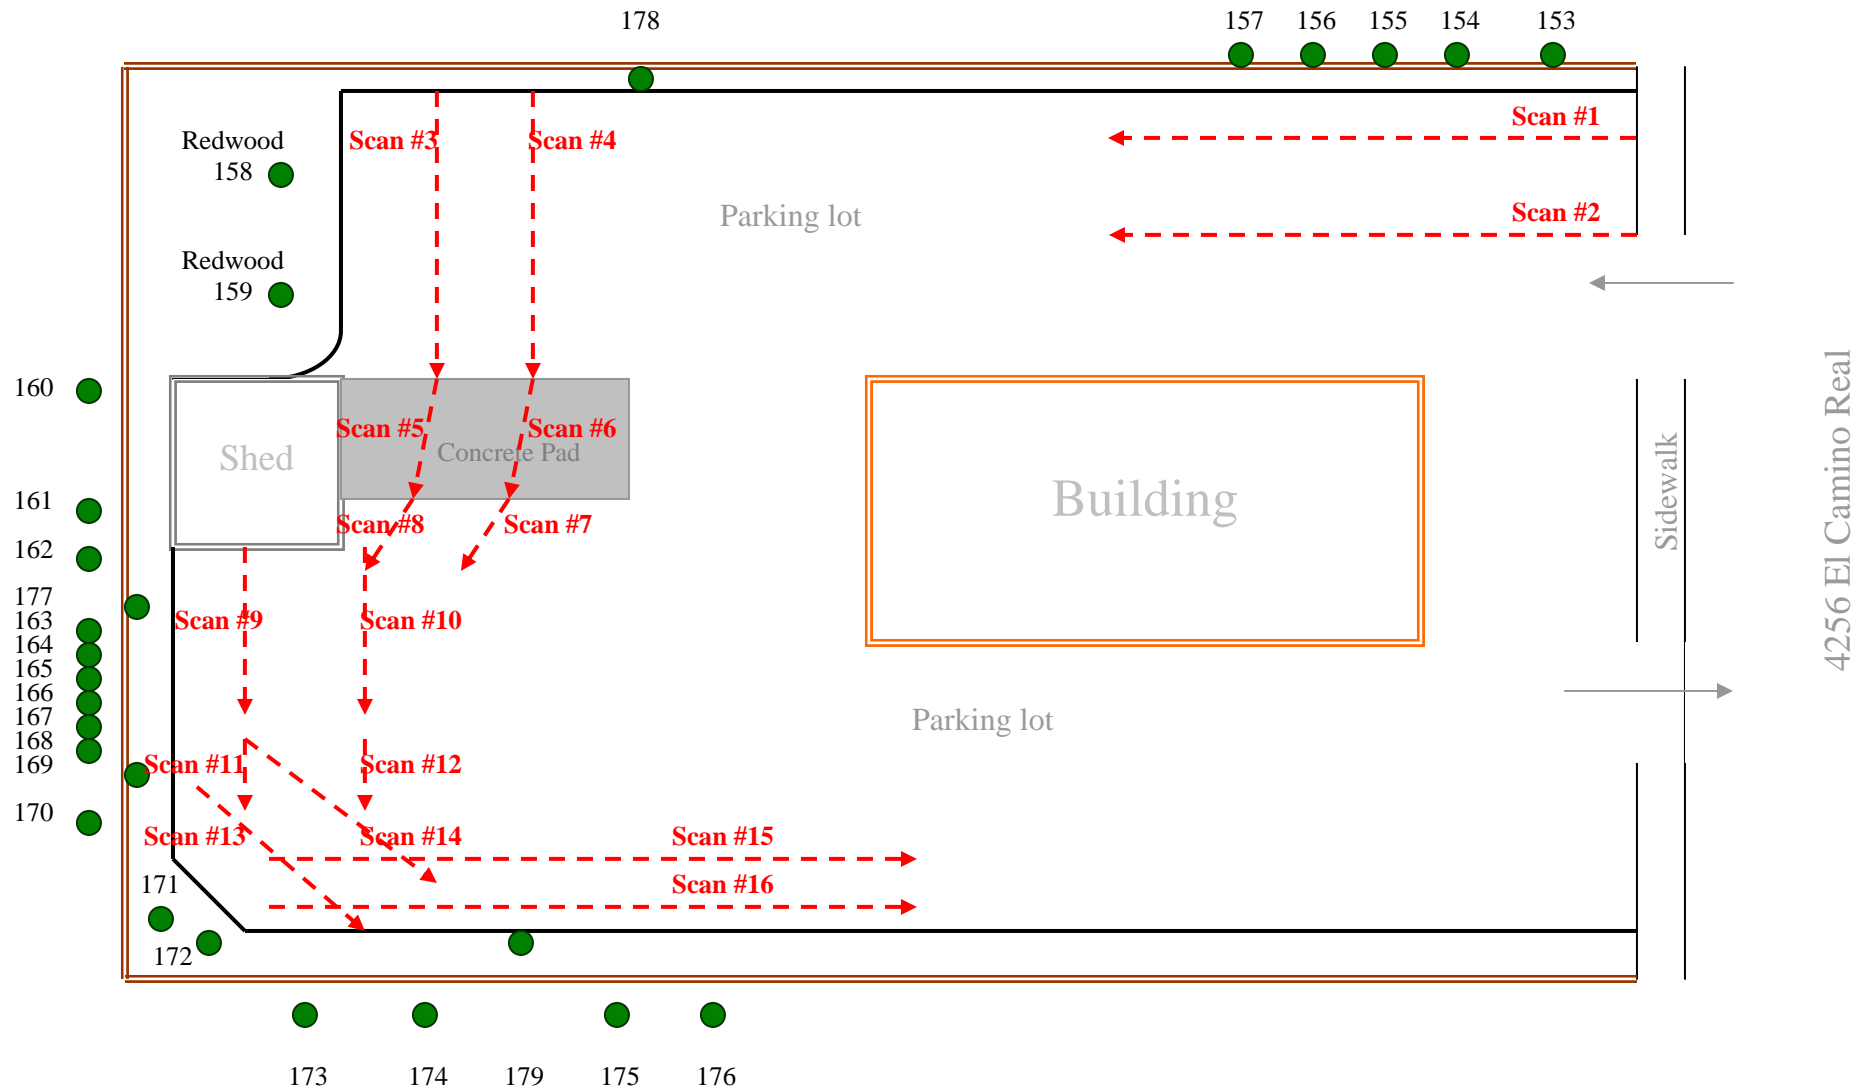 178
157 156 155 154 153
Scan #1
Redwood
158
Scan #3
Scan #4
Parking lot
Scan #2
Redwood
159
160
Scan #5
Scan #6
Shed
Concrete Pad
Building
Sidewalk
4256 El Camino Real
161
Scan #8
Scan #7
162
177
163
Scan #9
Scan #10
164
165
166
167
Parking lot
168
169
Scan #11
Scan #12
170
Scan #13
Scan #14
Scan #15
171
Scan #16
172
173 174 179 175 176